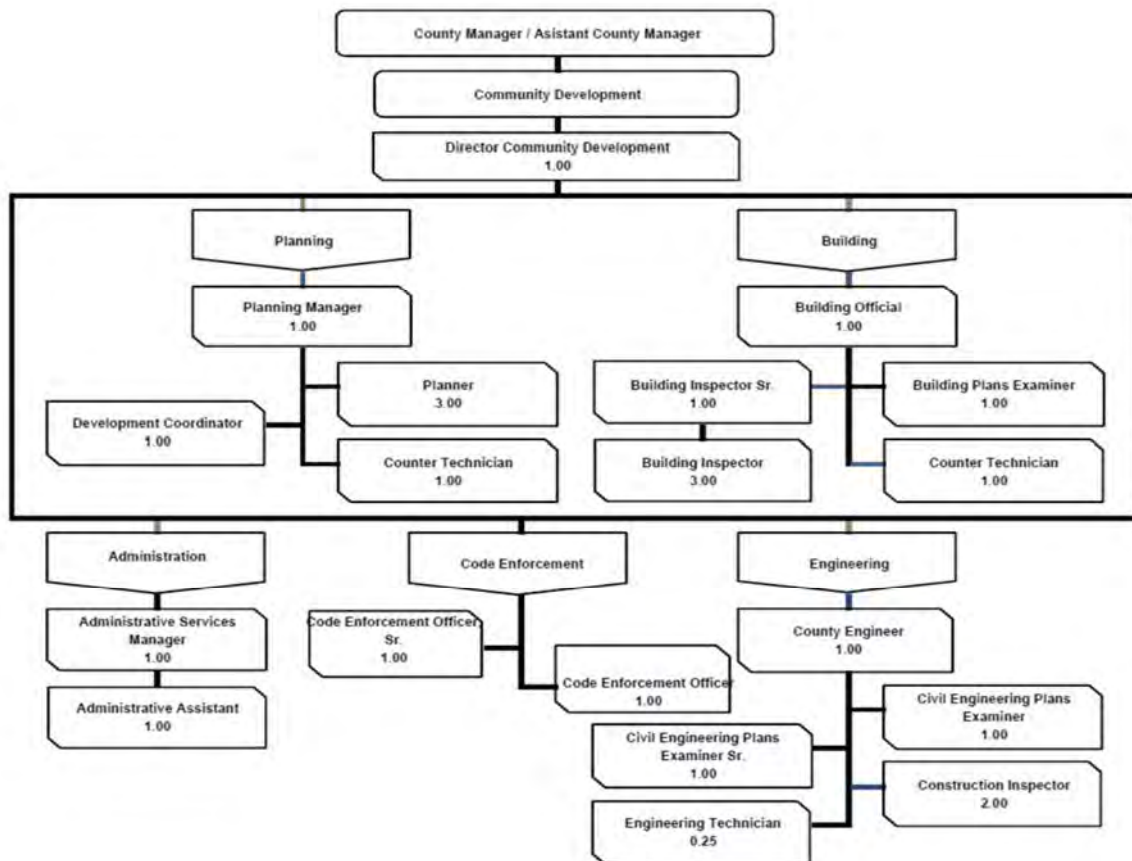 County Manager / Asistant County Manager
Community Development
Director Community Development
1.00
Planning
Building
Planning Manager
1.00
Building Official
1.00
Planner
3.00
Building Inspector Sr.
1.00
Building Plans Examiner
1.00
Development Coordinator
1.00
Counter Technician
1.00
Building Inspector
3.00
Counter Technician
1.00
Administration
Code Enforcement
Engineering
Administrative Services
Manager
1.00
Code Enforcement Officer
Sr.
1.00
County Engineer
1.00
Administrative Assistant
1.00
Code Enforcement Officer
1.00
Civil Engineering Plans
Examiner
1.00
Civil Engineering Plans
Examiner Sr.
1.00
Construction Inspector
2.00
Engineering Technician
0.25